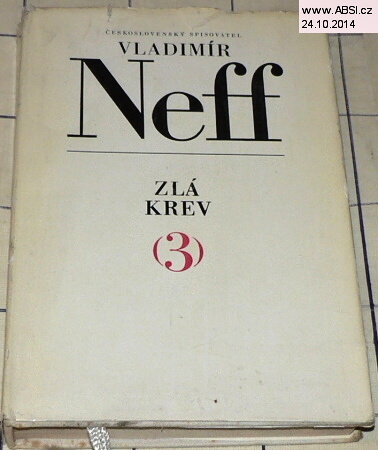 www.ABSI.cz
24.10.2014
ČESKOSLOVENSKÝ SPISOVATEL
VLADIMÍR
Neff
ZLÁ
KREV
(3)